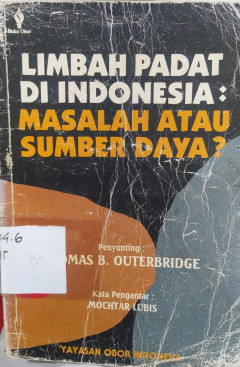 Buku Obor
LIMBAH PADAT
DI INDONESIA:
MASALAH ATAU
SUMBER DAYA?
Penyunting:
OMAS B. OUTERBRIDGE
Kata Pengantar:
MOCHTAR LUBIS
YAYASAN OBOR INDONESIA